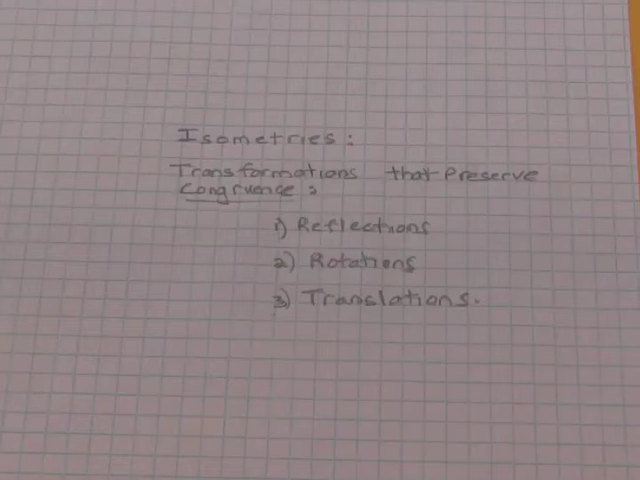 Isometries:
Transformations that preserve
congruence:
1) Reflections
2) Rotations
3) Translations.